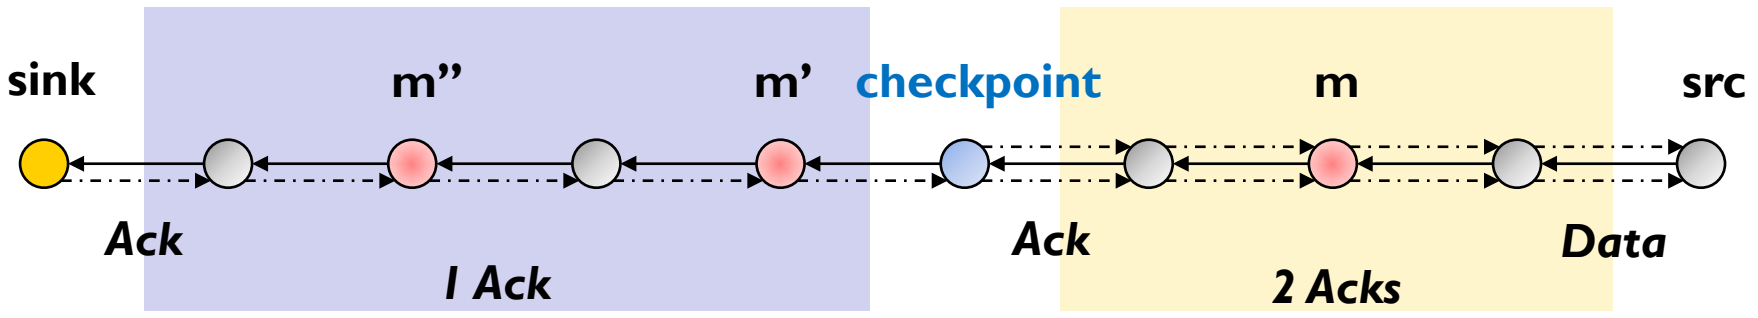 sink m” m’ checkpoint m src
Ack Ack Data
1 Ack 2 Acks